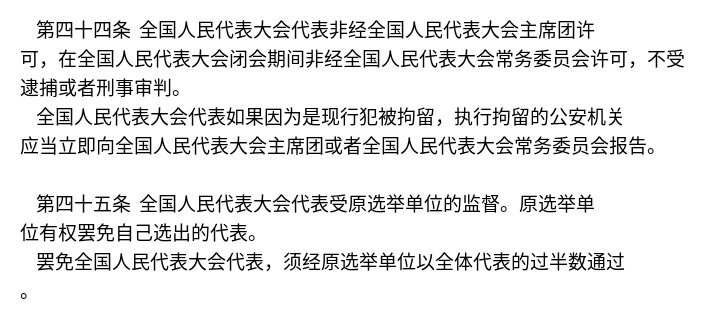 第四十四条 全国人民代表大会代表非经全国人民代表大会主席团许
可，在全国人民代表大会闭会期间非经全国人民代表大会常务委员会许可，不受
逮捕或者刑事审判。
全国人民代表大会代表如果因为是现行犯被拘留，执行拘留的公安机关
应当立即向全国人民代表大会主席团或者全国人民代表大会常务委员会报告。
第四十五条 全国人民代表大会代表受原选举单位的监督。原选举单
位有权罢免自己选出的代表。
罢免全国人民代表大会代表，须经原选举单位以全体代表的过半数通过
。